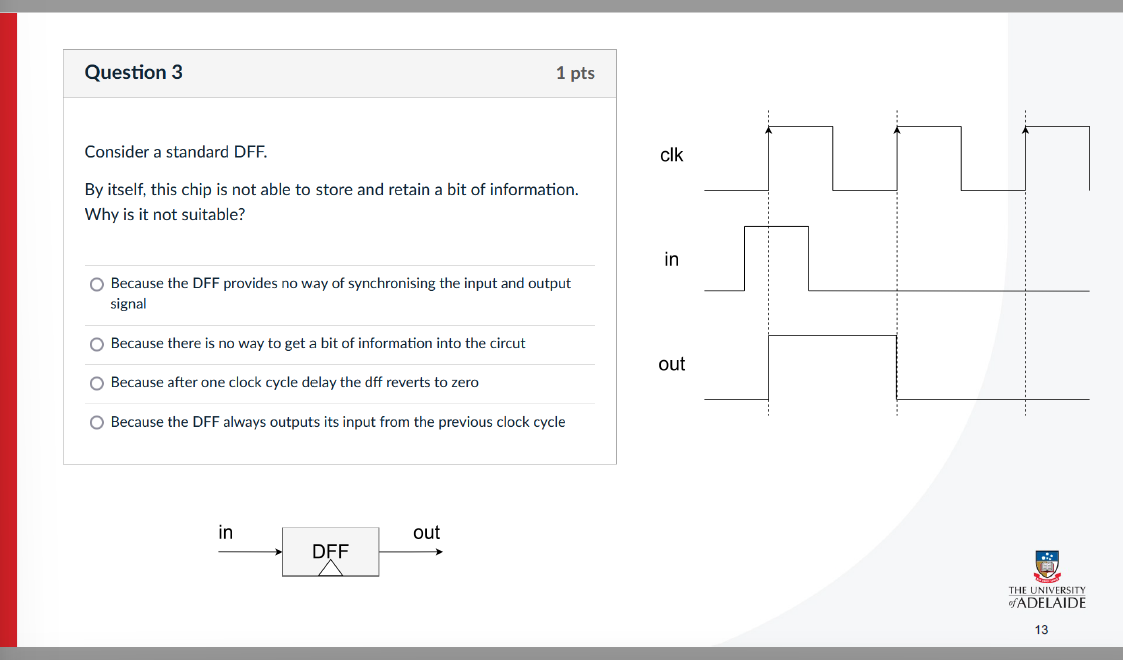 Question 3
1 pts
Consider a standard DFF.
By itself, this chip is not able to store and retain a bit of information.
Why is it not suitable?
Because the DFF provides no way of synchronising the input and output
signal
Because there is no way to get a bit of information into the circut
Because after one clock cycle delay the dff reverts to zero
Because the DFF always outputs its input from the previous clock cycle
clk
in
out
in
out
DFF
THE UNIVERSITY
of ADELAIDE
13